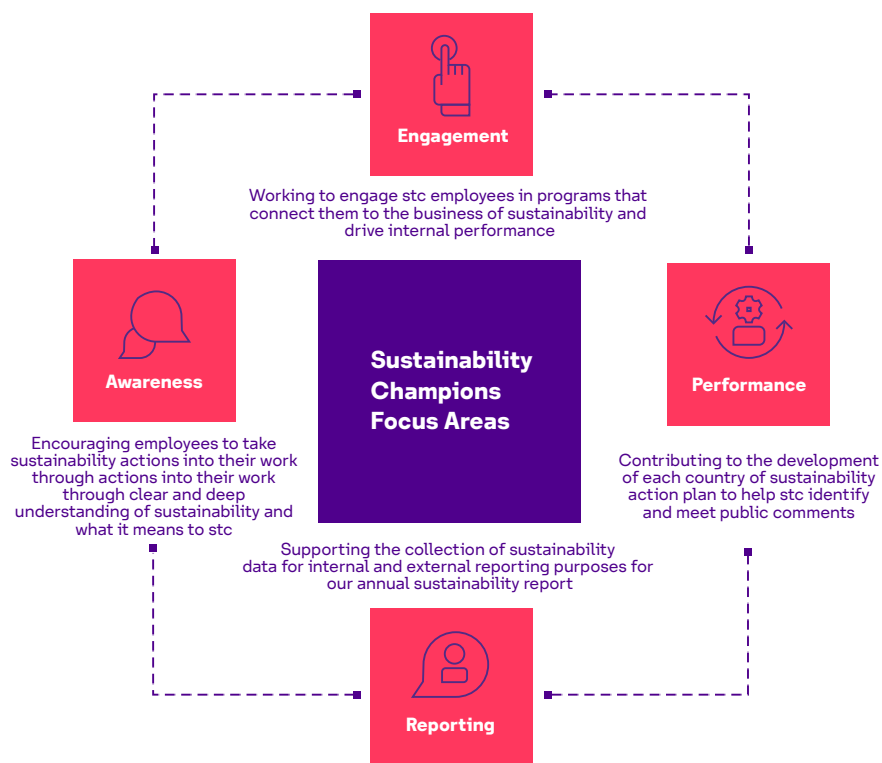 Engagement
Working to engage stc employees in programs that
connect them to the business of sustainability and
drive internal performance
Awareness
Encouraging employees to take
sustainability actions into their work
through actions into their work
through clear and deep
understanding of sustainability and
what it means to stc
Sustainability
Champions
Focus Areas
Performance
Contributing to the development
of each country of sustainability
action plan to help stc identify
and meet public comments
Supporting the collection of sustainability
data for internal and external reporting purposes for
our annual sustainability report
Reporting